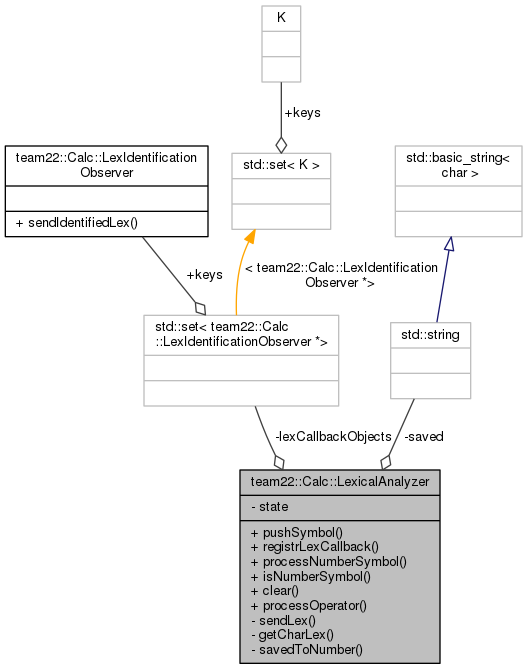 K
+keys
team22::Calc::LexIdentification
Observer
+ sendIdentifiedLex()
std::set< K >
std::basic_string<
char >
+keys
< team22::Calc::LexIdentification
Observer *>
std::set< team22::Calc
::LexIdentificationObserver *>
std::string
-lexCallbackObjects
-saved
team22::Calc::LexicalAnalyzer
- state
+ pushSymbol()
+ registrLexCallback()
+ processNumberSymbol()
+ isNumberSymbol()
+ clear()
+ processOperator()
- sendLex()
- getCharLex()
- savedToNumber()